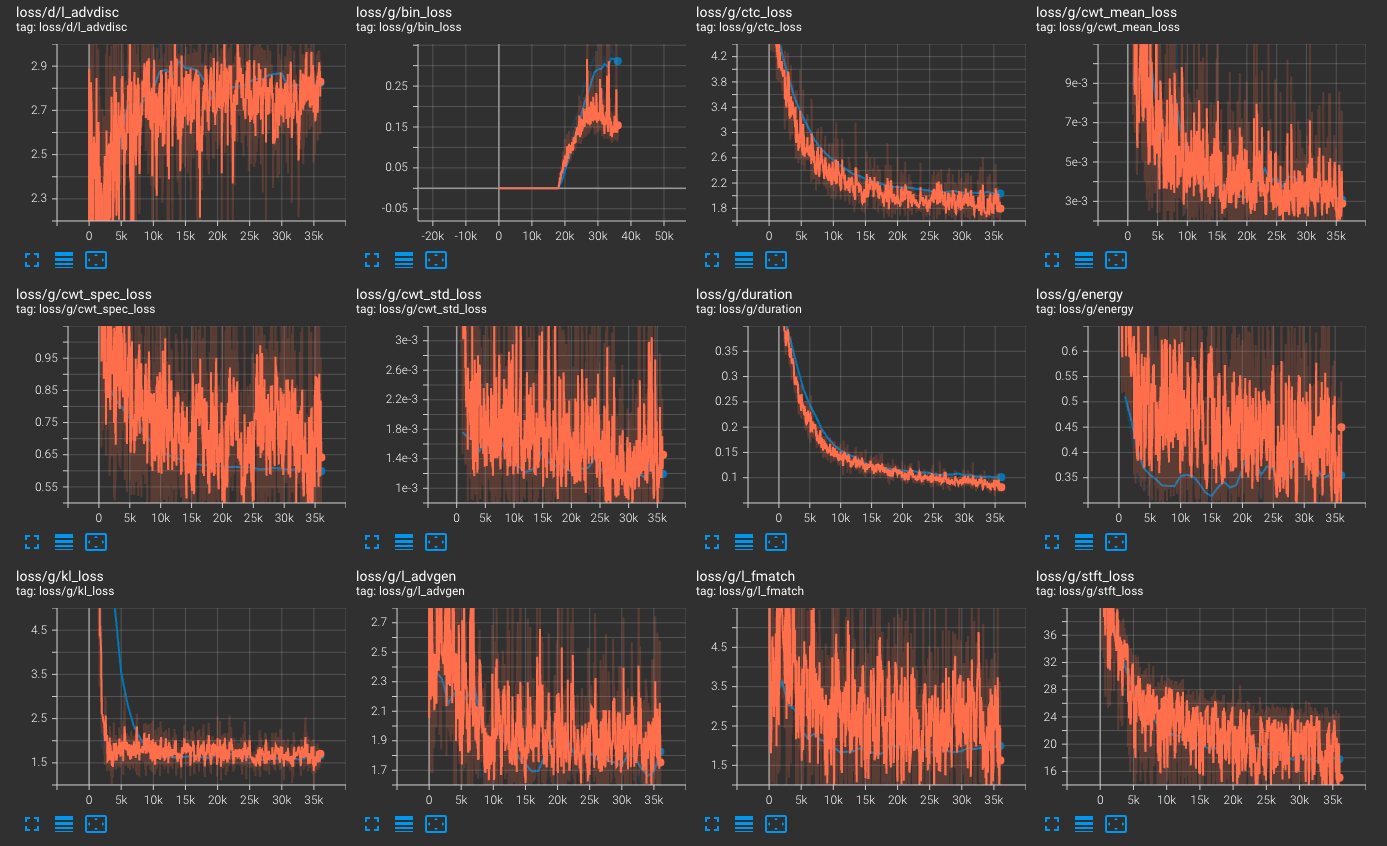 loss/d/l_advdisc
tag: loss/d/l_advdisc
2.9
2.7
2.5
2.3
0 5k 10k 15k 20k 25k 30k 35k
loss/g/bin_loss
tag: loss/g/bin_loss
0.25
0.15
0.05
-0.05
-20k -10k 0 10k 20k 30k 40k 50k
loss/g/ctc_loss
tag: loss/g/ctc_loss
4.2
3.8
3.4
3
2.6
2.2
1.8
0 5k 10k 15k 20k 25k 30k 35k
loss/g/cwt_mean_loss
tag: loss/g/cwt_mean_loss
9e-3
7e-3
5e-3
3e-3
0 5k 10k 15k 20k 25k 30k 35k
loss/g/cwt_spec_loss
tag: loss/g/cwt_spec_loss
0.95
0.85
0.75
0.65
0.55
0 5k 10k 15k 20k 25k 30k 35k
loss/g/cwt_std_loss
tag: loss/g/cwt_std_loss
3e-3
2.6e-3
2.2e-3
1.8e-3
1.4e-3
1e-3
0 5k 10k 15k 20k 25k 30k 35k
loss/g/duration
tag: loss/g/duration
0.35
0.3
0.25
0.2
0.15
0.1
0 5k 10k 15k 20k 25k 30k 35k
loss/g/energy
tag: loss/g/energy
0.6
0.55
0.5
0.45
0.4
0.35
0 5k 10k 15k 20k 25k 30k 35k
loss/g/kl_loss
tag: loss/g/kl_loss
4.5
3.5
2.5
1.5
0 5k 10k 15k 20k 25k 30k 35k
loss/g/l_advgen
tag: loss/g/l_advgen
2.7
2.5
2.3
2.1
1.9
1.7
0 5k 10k 15k 20k 25k 30k 35k
loss/g/l_fmatch
tag: loss/g/l_fmatch
4.5
3.5
2.5
1.5
0 5k 10k 15k 20k 25k 30k 35k
loss/g/stft_loss
tag: loss/g/stft_loss
36
32
28
24
20
16
0 5k 10k 15k 20k 25k 30k 35k